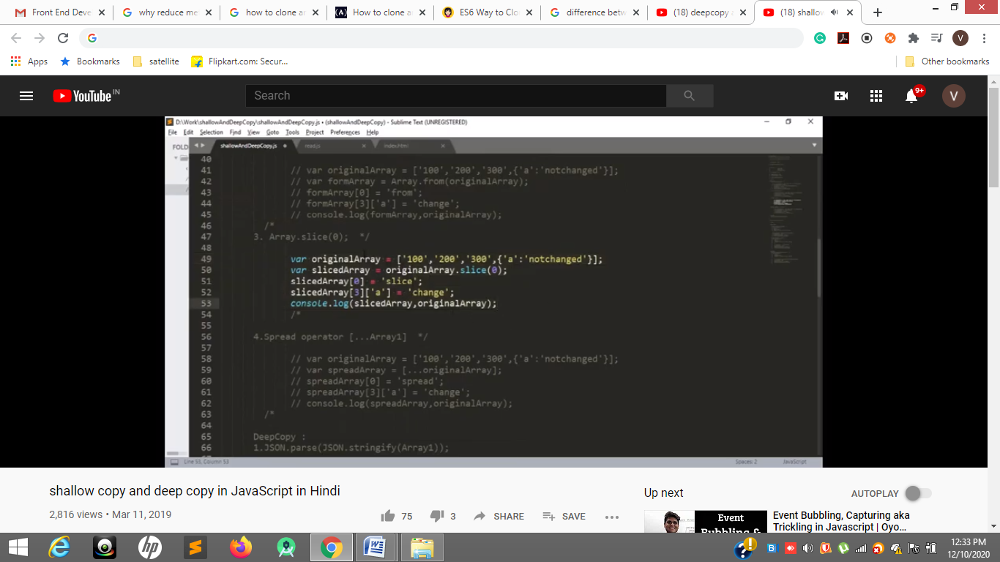 Front End Deve
why reduce me
how to clone an
How to clone a
ES6 Way to Clo
difference betw
(18) deepcopy a
(18) shallow
V
Apps
Bookmarks
satellite
Flipkart.com: Secur...
Other bookmarks
YouTube IN
Search
9+
V
D:\Work\shallowAndDeepCopy\shallowAndDeepCopy.js • (shallowAndDeepCopy) - Sublime Text (UNREGISTERED)
File Edit Selection Find View Goto Tools Project Preferences Help
FOLD
shallowAndDeepCopy.js
read.js
index.html
40
41 // var originalArray = ['100','200','300',{'a':'notchanged'}];
42 // var formArray = Array.from(originalArray);
43 // formArray[0] = 'from';
44 // formArray[3]['a'] = 'change';
45 // console.log(formArray,originalArray);
46 /*
47 3. Array.slice(0); */
48
49 var originalArray = ['100','200','300',{'a':'notchanged'}];
50 var slicedArray = originalArray.slice(0);
51 slicedArray[0] = 'slice';
52 slicedArray[3]['a'] = 'change';
53 console.log(slicedArray,originalArray);
54 /*
55
56 4.Spread operator [...Array1] */
57
58 // var originalArray = ['100','200','300',{'a':'notchanged'}];
59 // var spreadArray = [...originalArray];
60 // spreadArray[0] = 'spread';
61 // spreadArray[3]['a'] = 'change';
62 // console.log(spreadArray,originalArray);
63 /*
64
65 DeepCopy :
66 1.JSON.parse(JSON.stringify(Array1));
Line 53, Column 53
Spaces: 2
JavaScript
shallow copy and deep copy in JavaScript in Hindi
2,816 views • Mar 11, 2019
75
3
SHARE
SAVE
Up next
AUTOPLAY
Event
Bubbling &
Event Bubbling, Capturing aka
Trickling in Javascript | Oyo...
12:33 PM
12/10/2020